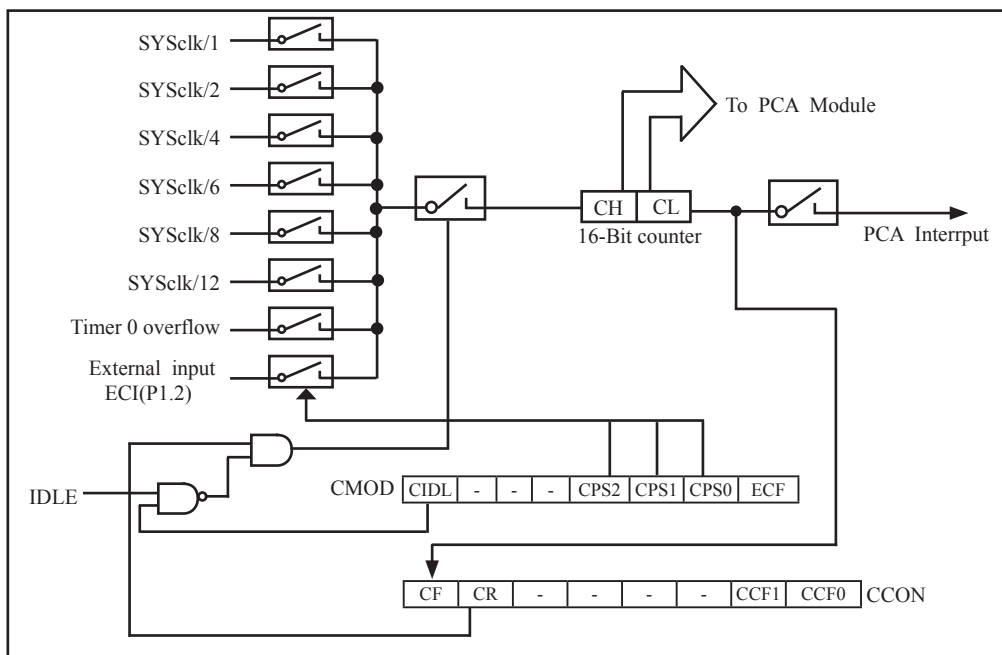 SYSclk/1
SYSclk/2
SYSclk/4
SYSclk/6
SYSclk/8
SYSclk/12
Timer 0 overflow
External input
ECI(P1.2)
To PCA Module
CH CL
16-Bit counter
PCA Interrput
IDLE
CMOD CIDL - - - CPS2 CPS1 CPS0 ECF
CF CR - - - - CCF1 CCF0 CCON